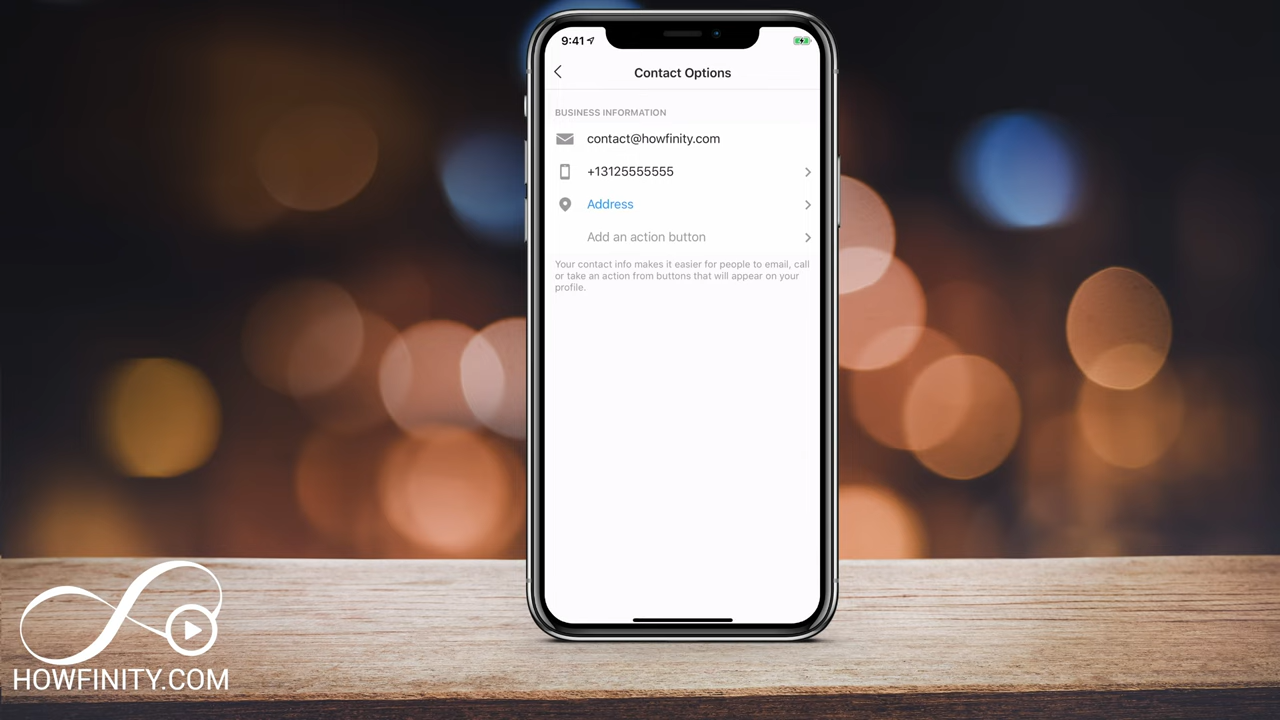 9:41
Contact Options
BUSINESS INFORMATION
contact@howfinity.com
+13125555555
Address
Add an action button
Your contact info makes it easier for people to email, call
or take an action from buttons that will appear on your
profile.
HOWFINITY.COM